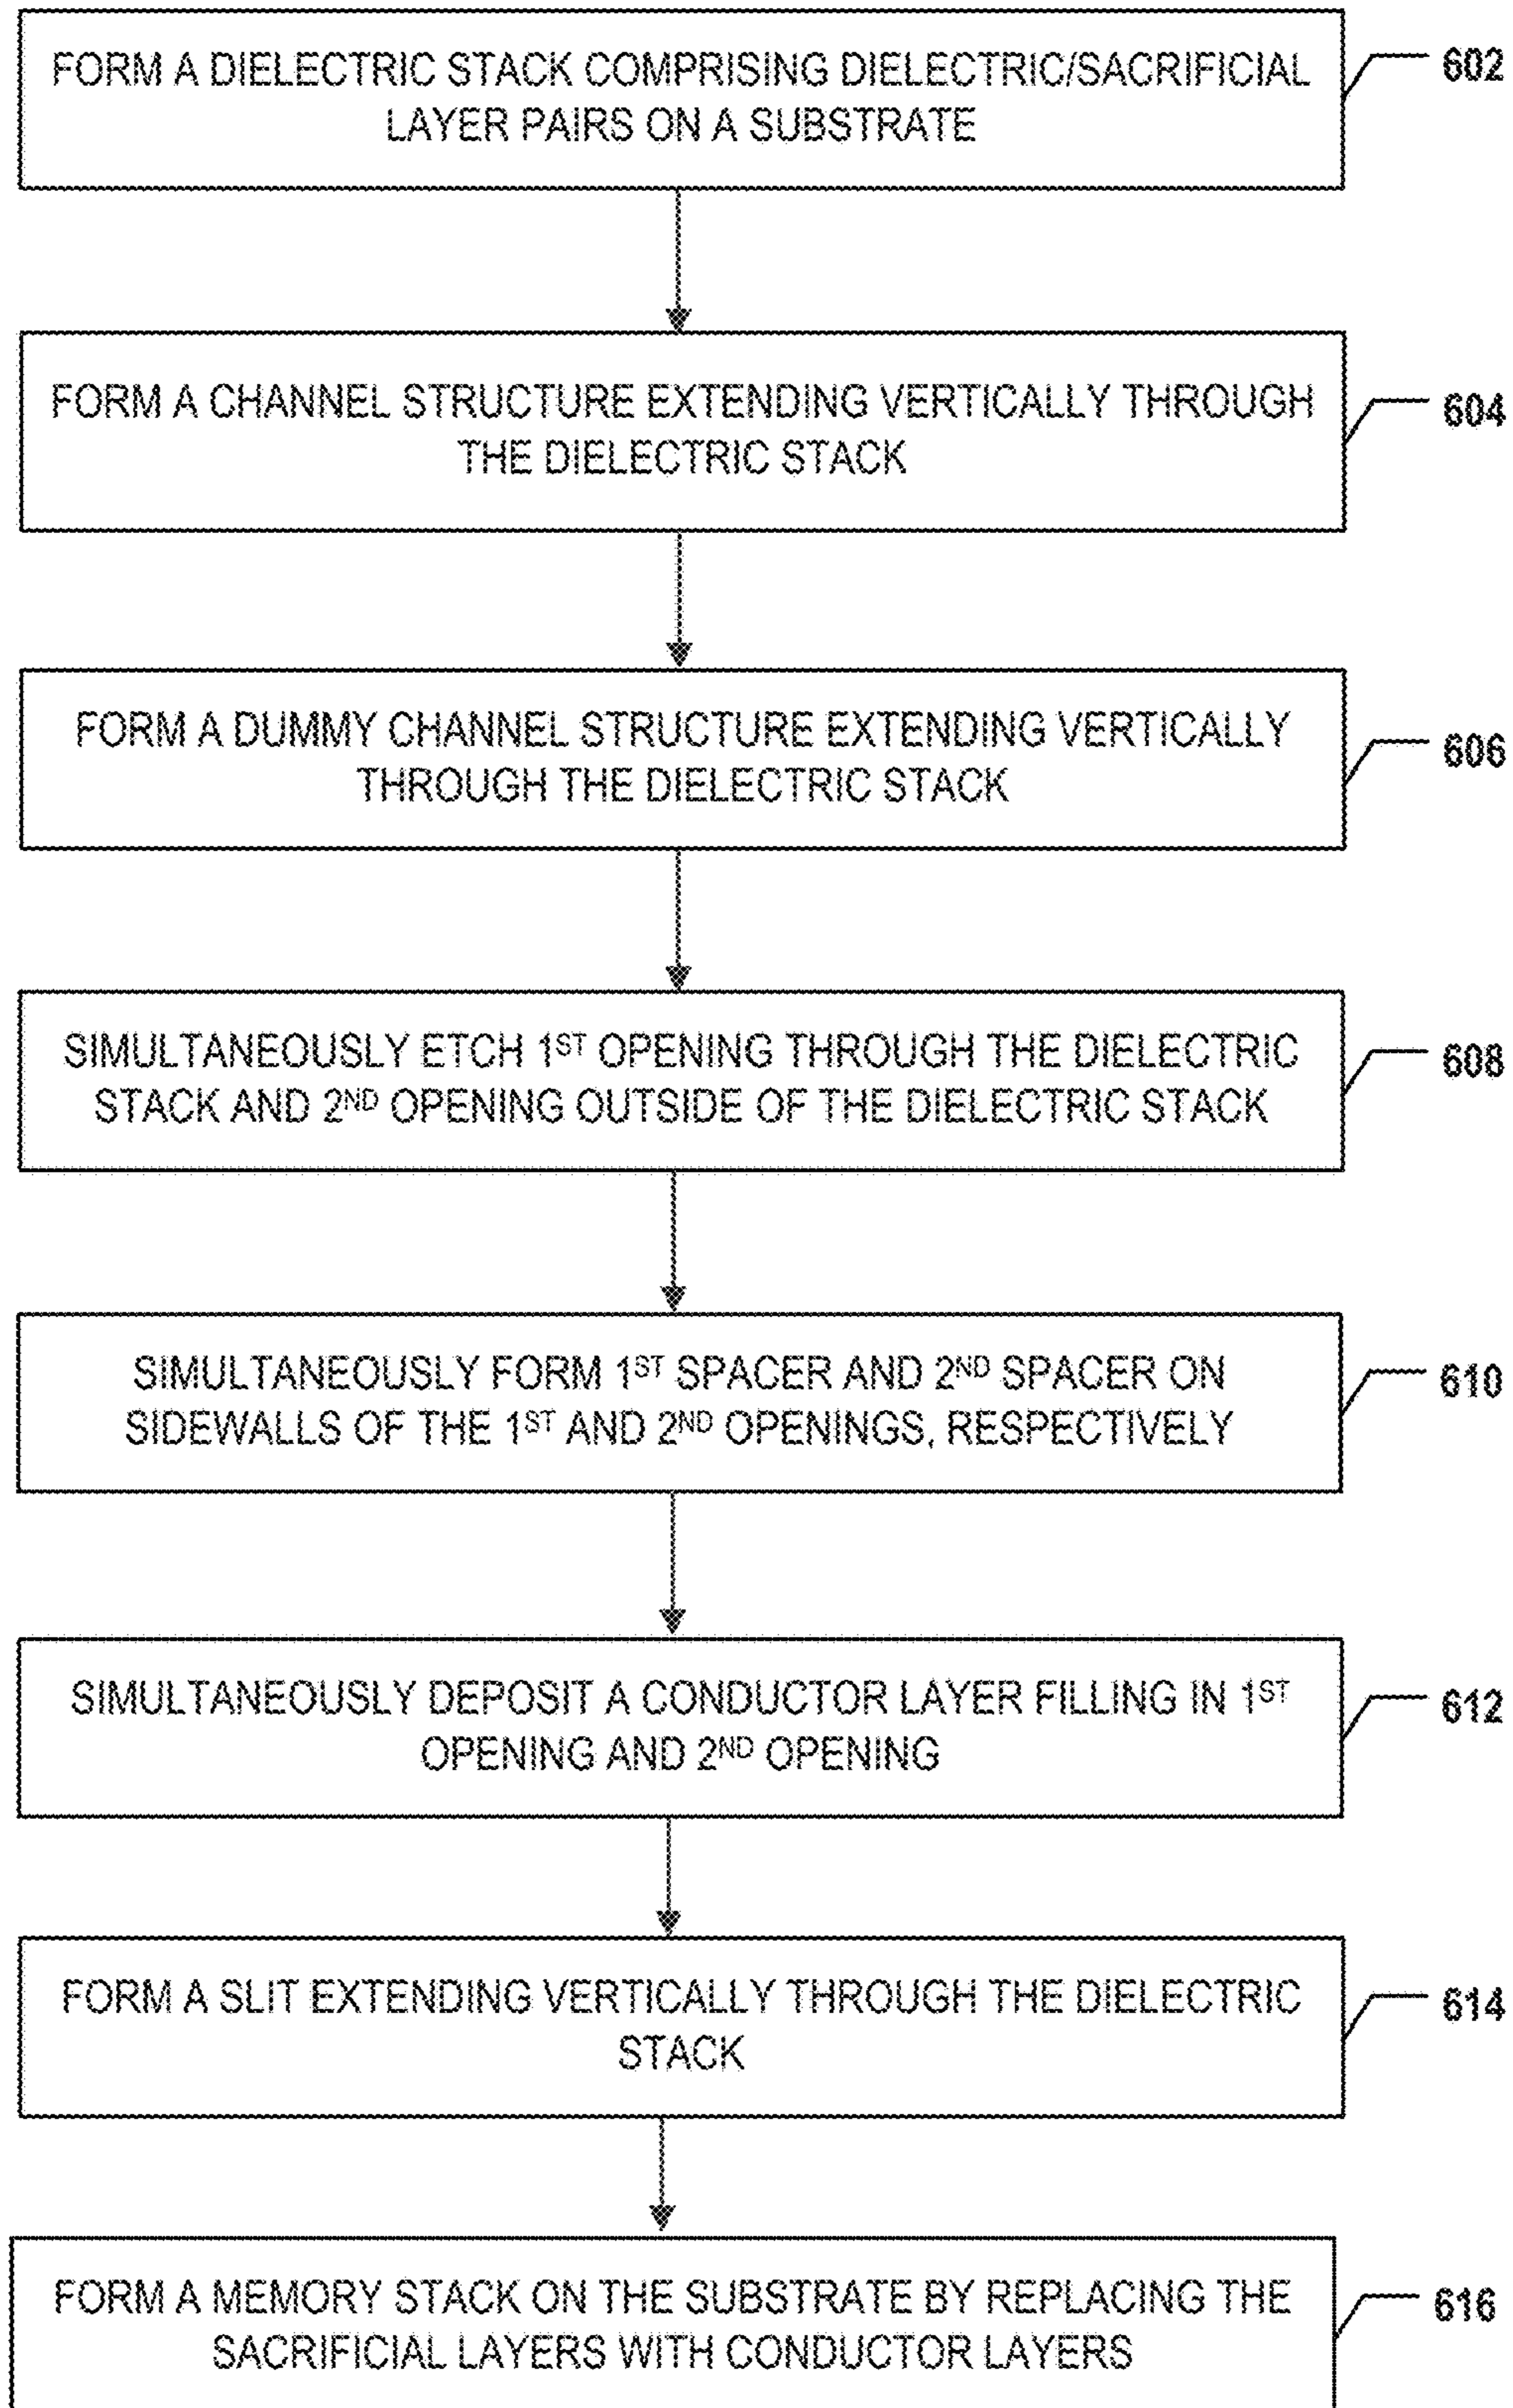 FORM A DIELECTRIC STACK COMPRISING DIELECTRIC/SACRIFICIAL
LAYER PAIRS ON A SUBSTRATE
602
FORM A CHANNEL STRUCTURE EXTENDING VERTICALLY THROUGH
THE DIELECTRIC STACK
604
FORM A DUMMY CHANNEL STRUCTURE EXTENDING VERTICALLY
THROUGH THE DIELECTRIC STACK
606
SIMULTANEOUSLY ETCH 1ST OPENING THROUGH THE DIELECTRIC
STACK AND 2ND OPENING OUTSIDE OF THE DIELECTRIC STACK
608
SIMULTANEOUSLY FORM 1ST SPACER AND 2ND SPACER ON
SIDEWALLS OF THE 1ST AND 2ND OPENINGS, RESPECTIVELY
610
SIMULTANEOUSLY DEPOSIT A CONDUCTOR LAYER FILLING IN 1ST
OPENING AND 2ND OPENING
612
FORM A SLIT EXTENDING VERTICALLY THROUGH THE DIELECTRIC
STACK
614
FORM A MEMORY STACK ON THE SUBSTRATE BY REPLACING THE
SACRIFICIAL LAYERS WITH CONDUCTOR LAYERS
616